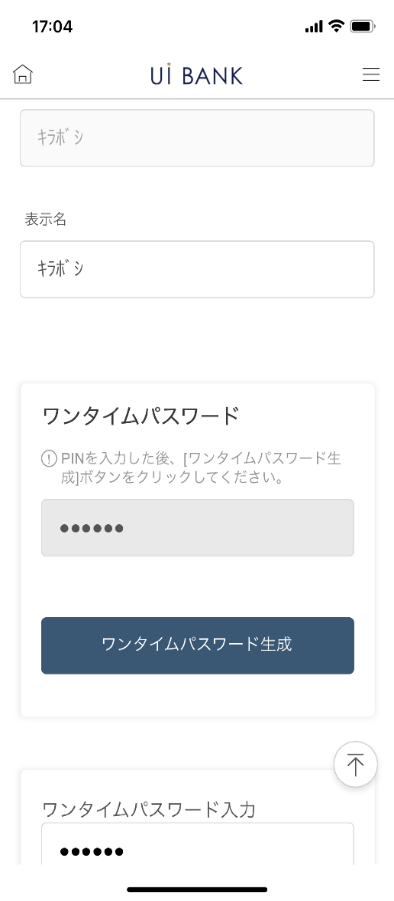 17:04
UI BANK
ｷﾗﾎﾞｼ
表示名
ｷﾗﾎﾞｼ
ワンタイムパスワード
PINを入力した後、[ワンタイムパスワード生
成]ボタンをクリックしてください。
●●●●●●
ワンタイムパスワード生成
ワンタイムパスワード入力
●●●●●●